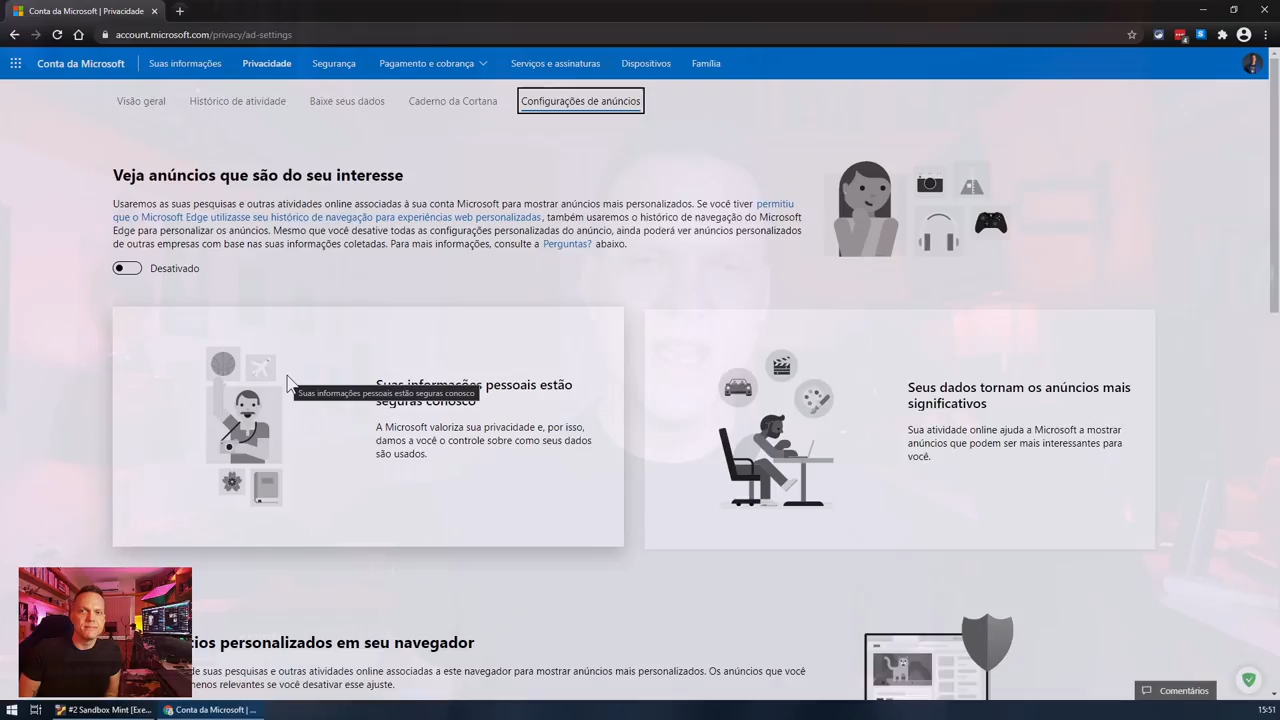 Conta da Microsoft | Privacidade
account.microsoft.com/privacy/ad-settings
Conta da Microsoft
Suas informações
Privacidade
Segurança
Pagamento e cobrança
Serviços e assinaturas
Dispositivos
Família
Visão geral
Histórico de atividade
Baixe seus dados
Caderno da Cortana
Configurações de anúncios
Veja anúncios que são do seu interesse
Usaremos as suas pesquisas e outras atividades online associadas à sua conta Microsoft para mostrar anúncios mais personalizados. Se você tiver permitiu
que o Microsoft Edge utilizasse seu histórico de navegação para experiências web personalizadas, também usaremos o histórico de navegação do Microsoft
Edge para personalizar os anúncios. Mesmo que você desative todas as configurações personalizadas do anúncio, ainda poderá ver anúncios personalizados
de outras empresas com base nas suas informações coletadas. Para mais informações, consulte a Perguntas? abaixo.
Desativado
Suas informações pessoais estão
seguras conosco
Suas informações pessoais estão seguras conosco
A Microsoft valoriza sua privacidade e, por isso,
damos a você o controle sobre como seus dados
são usados.
Seus dados tornam os anúncios mais
significativos
Sua atividade online ajuda a Microsoft a mostrar
anúncios que podem ser mais interessantes para
você.
cios personalizados em seu navegador
de suas pesquisas e outras atividades online associadas a este navegador para mostrar anúncios mais personalizados. Os anúncios que você
menos relevantes se você desativar esse ajuste.
Comentários
#2 Sandbox Mint [Exe...
Conta da Microsoft | ...
15:51